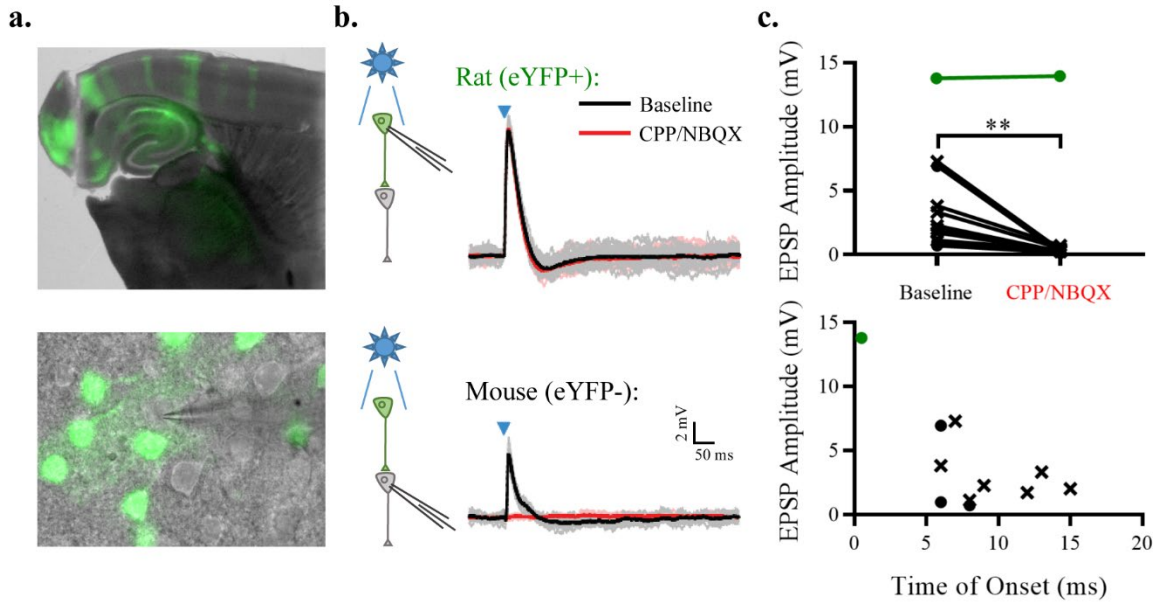 a.
b.
Rat (eYFP+):
Baseline
CPP/NBQX
Mouse (eYFP-):
2 mV
50 ms
c.
EPSP Amplitude (mV)
15
10
5
0
**
Baseline
CPP/NBQX
EPSP Amplitude (mV)
15
10
5
0
0 5 10 15 20
Time of Onset (ms)